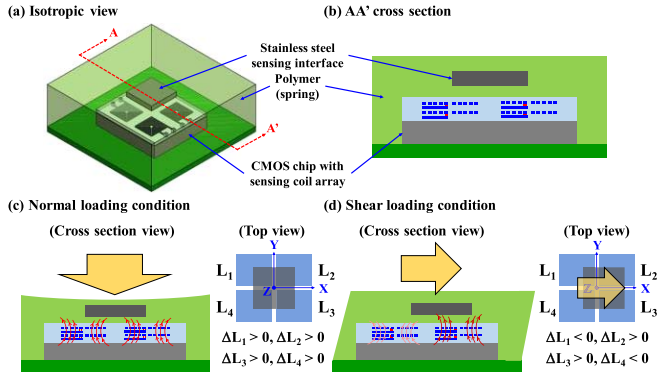 (a) Isotropic view
(b) AA' cross section
A
Stainless steel
sensing interface
Polymer
(spring)
A'
CMOS chip with
sensing coil array
(c) Normal loading condition
(d) Shear loading condition
(Cross section view)
(Top view)
(Cross section view)
(Top view)
Y
L1
L2
Z
X
L4
L3
ΔL1 > 0, ΔL2 > 0
ΔL3 > 0, ΔL4 > 0
Y
L1
L2
Z
X
L4
L3
ΔL1 < 0, ΔL2 > 0
ΔL3 > 0, ΔL4 < 0